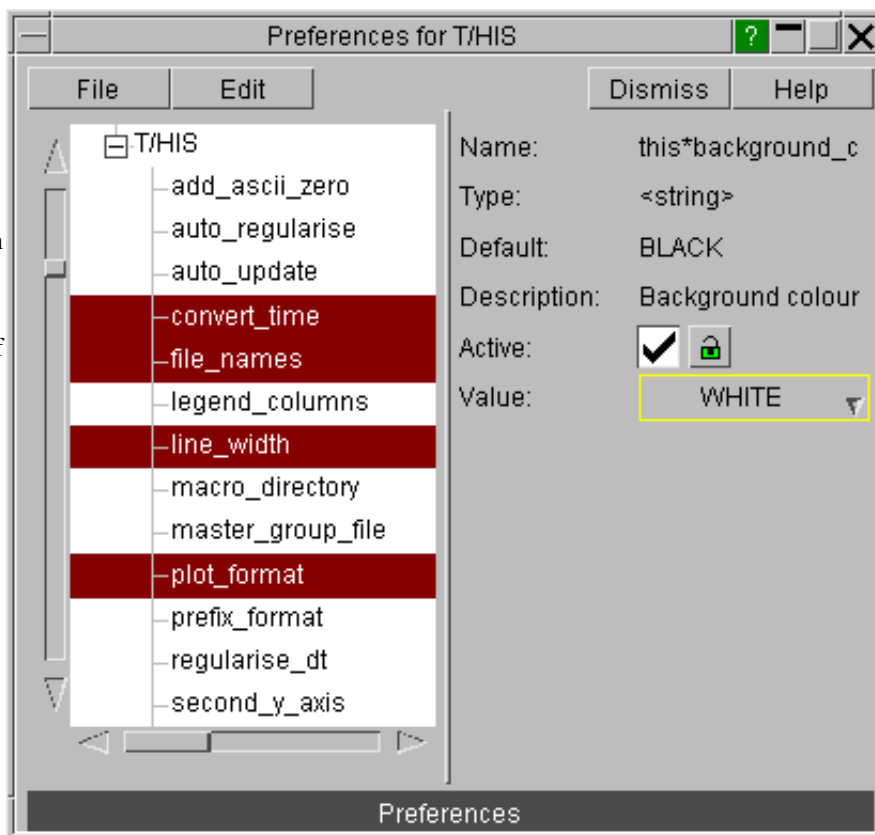 Preferences for T/HIS
?
File Edit Dismiss Help
T/HIS
add_ascii_zero
auto_regularise
auto_update
convert_time
file_names
legend_columns
line_width
macro_directory
master_group_file
plot_format
prefix_format
regularise_dt
second_y_axis
Name: this*background_c
Type: <string>
Default: BLACK
Description: Background colour
Active:
Value: WHITE
Preferences